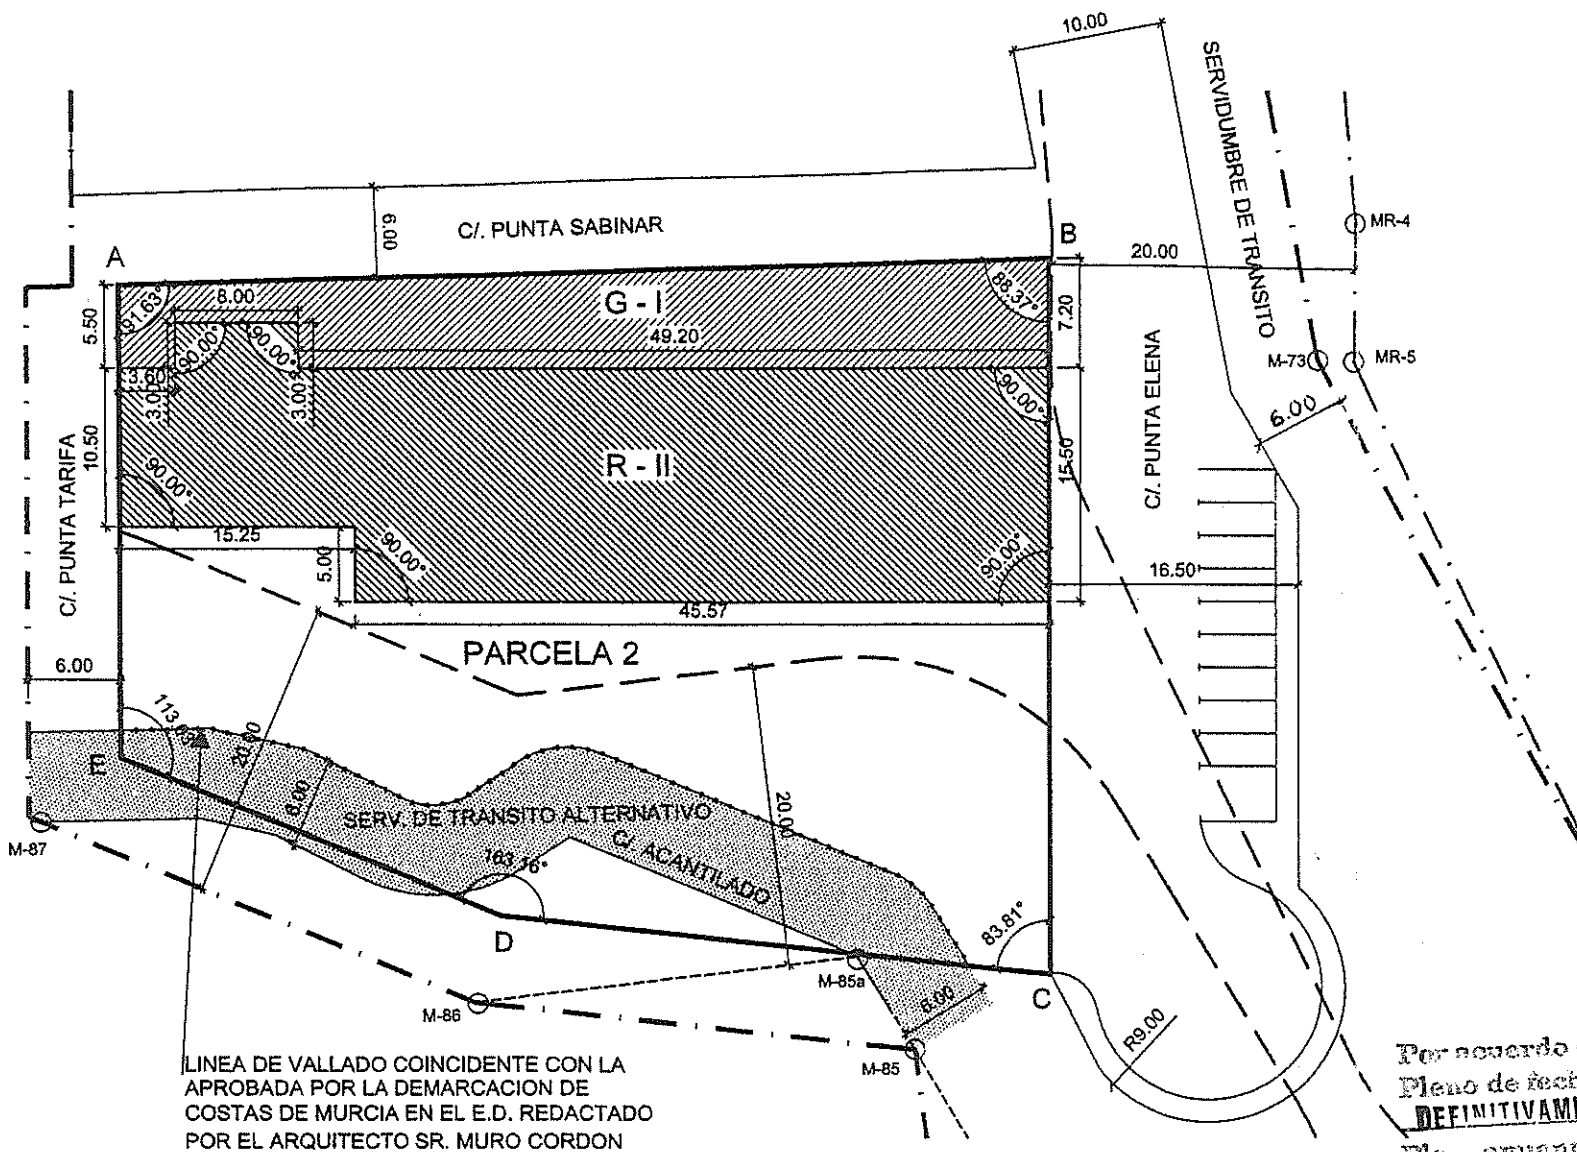 10.00
SERVIDUMBRE DE TRANSITO
C/. PUNTA SABINAR
6.00
A
B
MR-4
20.00
G - I
8.00
91.63°
88.37°
5.50
7.20
49.20
90.00°
90.00°
3.60
3.00
3.00
90.00°
M-73
MR-5
6.00
C/. PUNTA TARIFA
10.50
R - II
15.50
C/. PUNTA ELENA
90.00°
15.25
5.00
90.00°
90.00°
16.50
45.57
PARCELA 2
6.00
113.03°
20.00
E
6.00
SERV. DE TRANSITO ALTERNATIVO
20.00
C/. ACANTILADO
M-87
163.16°
D
83.81°
M-85a
C
M-86
6.00
R9.00
M-85
LINEA DE VALLADO COINCIDENTE CON LA
APROBADA POR LA DEMARCACION DE
COSTAS DE MURCIA EN EL E.D. REDACTADO
POR EL ARQUITECTO SR. MURO CORDON
Por acuerdo
Pleno de fech
DEFINITIVAM